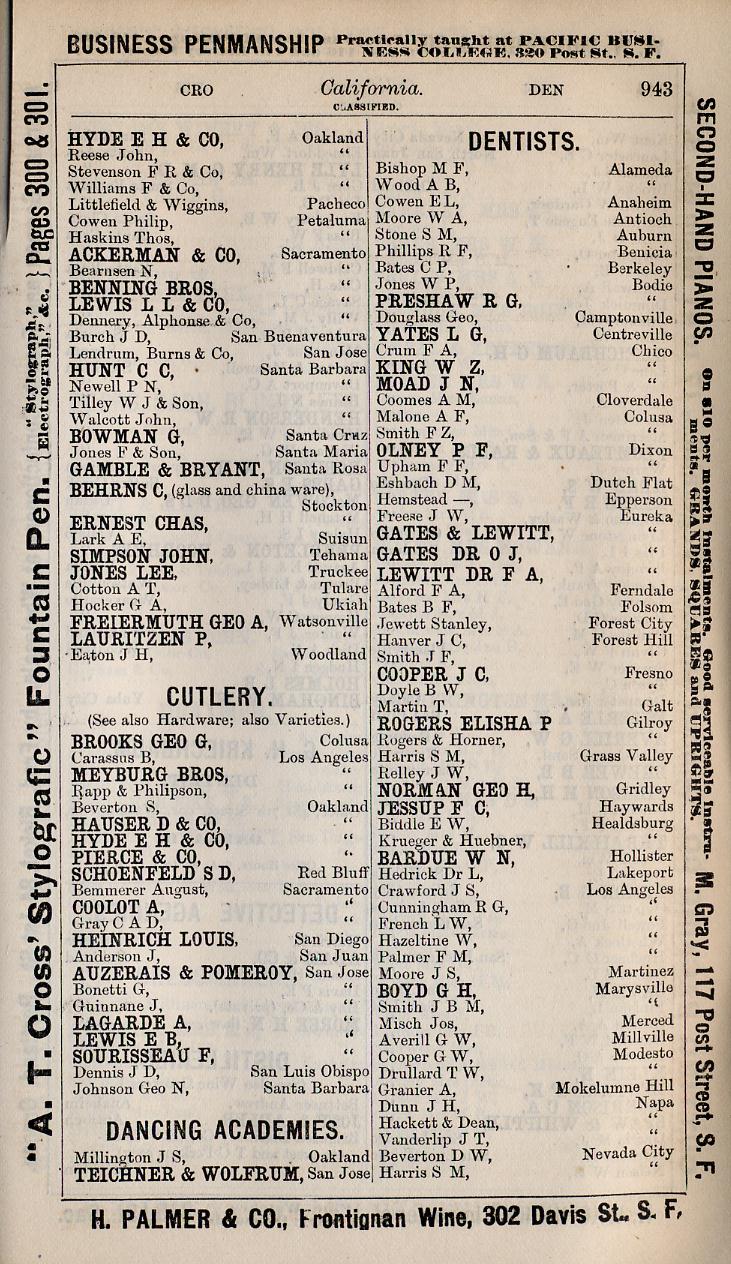 BUSINESS PENMANSHIP Practically taught at PACIFIC BUSI-
NESS COLLEGE, 320 Post St., S. F.
CRO California. DEN 943
CLASSIFIED.
HYDE E H & CO, Oakland
Reese John, "
Stevenson F R & Co, "
Williams F & Co, "
Littlefield & Wiggins, Pacheco
Cowen Philip, Petaluma
Haskins Thos, "
ACKERMAN & CO, Sacramento
Bearnsen N, "
BENNING BROS, "
LEWIS L L & CO, "
Dennery, Alphonse & Co, "
Burch J D, San Buenaventura
Lendrum, Burns & Co, San Jose
HUNT C C, Santa Barbara
Newell P N, "
Tilley W J & Son, "
Walcott John, "
BOWMAN G, Santa Cruz
Jones F & Son, Santa Maria
GAMBLE & BRYANT, Santa Rosa
BEHRNS C, (glass and china ware),
Stockton
ERNEST CHAS, "
Lark A E, Suisun
SIMPSON JOHN, Tehama
JONES LEE, Truckee
Cotton A T, Tulare
Hocker G A, Ukiah
FREIERMUTH GEO A, Watsonville
LAURITZEN P, "
Eaton J H, Woodland
CUTLERY.
(See also Hardware; also Varieties.)
BROOKS GEO G, Colusa
Carassus B, Los Angeles
MEYBURG BROS, "
Rapp & Philipson, "
Beverton S, Oakland
HAUSER D & CO, "
HYDE E H & CO, "
PIERCE & CO, "
SCHOENFELD S D, Red Bluff
Bemmerer August, Sacramento
COOLOT A, "
Gray C A D, "
HEINRICH LOUIS, San Diego
Anderson J, San Juan
AUZERAIS & POMEROY, San Jose
Bonetti G, "
Guinnane J, "
LAGARDE A, "
LEWIS E B, "
SOURISSEAU F, "
Dennis J D, San Luis Obispo
Johnson Geo N, Santa Barbara
DANCING ACADEMIES.
Millington J S, Oakland
TEICHNER & WOLFRUM, San Jose
DENTISTS.
Bishop M F, Alameda
Wood A B, "
Cowen E L, Anaheim
Moore W A, Antioch
Stone S M, Auburn
Phillips R F, Benicia
Bates C P, Berkeley
Jones W P, Bodie
PRESHAW R G, "
Douglass Geo, Camptonville
YATES L G, Centreville
Crum F A, Chico
KING W Z, "
MOAD J N, "
Coomes A M, Cloverdale
Malone A F, Colusa
Smith F Z, "
OLNEY P F, Dixon
Upham F F, "
Eshbach D M, Dutch Flat
Hemstead —, Epperson
Freese J W, Eureka
GATES & LEWITT, "
GATES DR O J, "
LEWITT DR F A, "
Alford F A, Ferndale
Bates B F, Folsom
Jewett Stanley, Forest City
Hanver J C, Forest Hill
Smith J F, "
COOPER J C, Fresno
Doyle B W, "
Martin T, Galt
ROGERS ELISHA P Gilroy
Rogers & Horner, "
Harris S M, Grass Valley
Relley J W, "
NORMAN GEO H, Gridley
JESSUP F C, Haywards
Biddle E W, Healdsburg
Krueger & Huebner, "
BARDUE W N, Hollister
Hedrick Dr L, Lakeport
Crawford J S, Los Angeles
Cunningham R G, "
French L W, "
Hazeltine W, "
Palmer F M, "
Moore J S, Martinez
BOYD G H, Marysville
Smith J B M, "
Misch Jos, Merced
Averill G W, Millville
Cooper G W, Modesto
Drullard T W, "
Granier A, Mokelumne Hill
Dunn J H, Napa
Hackett & Dean, "
Vanderlip J T, "
Beverton D W, Nevada City
Harris S M, "
"A. T. Cross' Stylografic" Fountain Pen. { "Stylograph," Electrograph," &c. } Pages 300 & 301.
SECOND-HAND PIANOS. On $10 per month instalments. Good serviceable instru-
ments. GRANDS, SQUARES and UPRIGHTS. M. Gray, 117 Post Street, S. F.
H. PALMER & CO., Frontignan Wine, 302 Davis St., S. F,